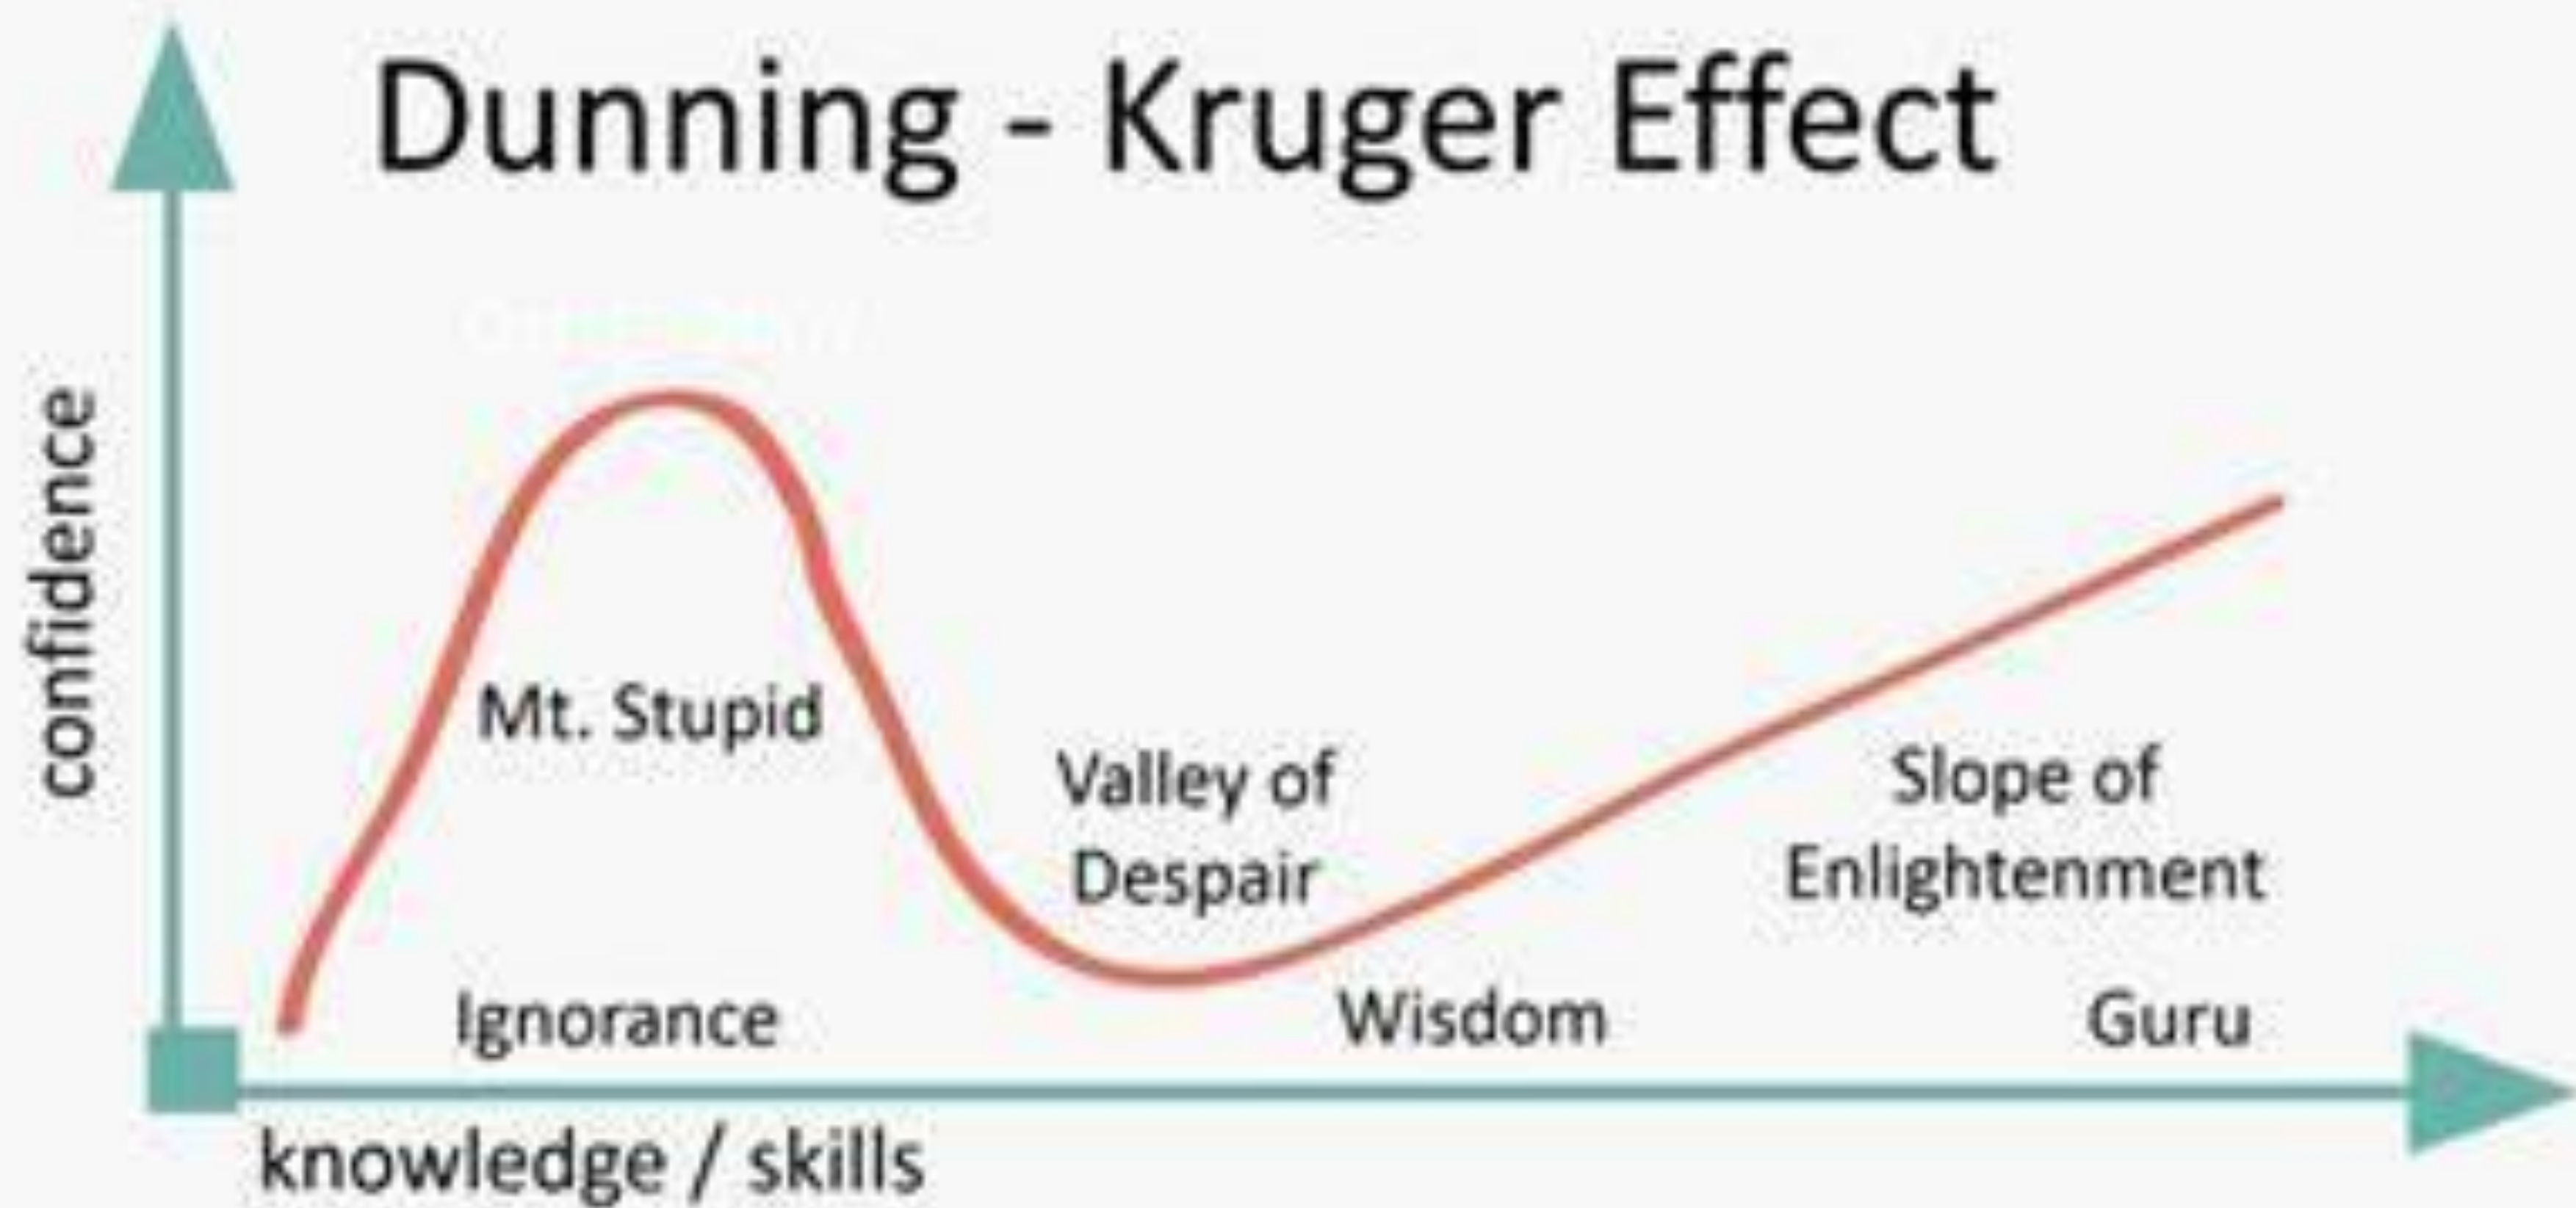 Dunning - Kruger Effect
confidence
Mt. Stupid
Valley of
Despair
Slope of
Enlightenment
Ignorance
Wisdom
Guru
knowledge / skills